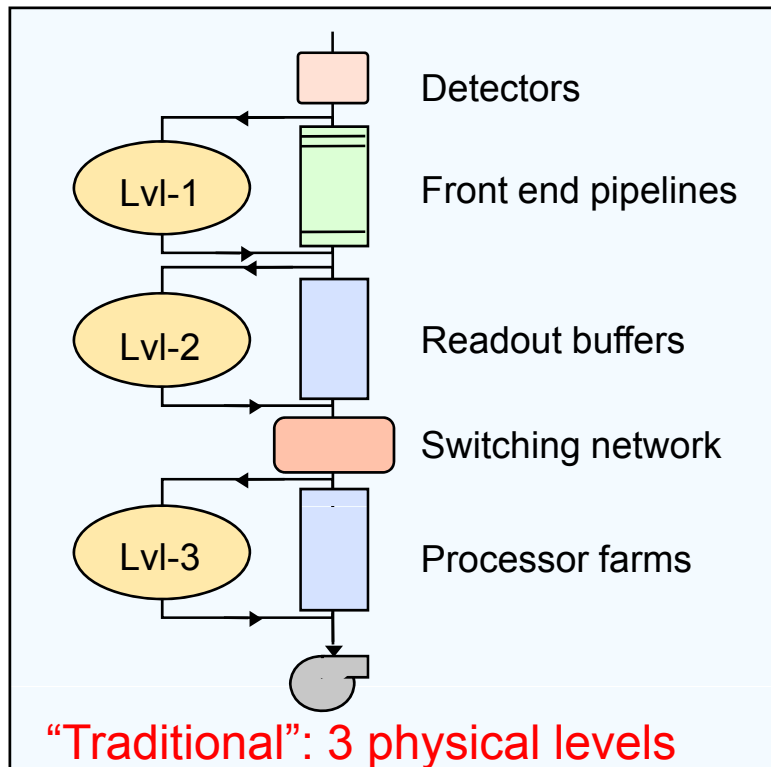 Detectors
Lvl-1
Front end pipelines
Lvl-2
Readout buffers
Switching network
Lvl-3
Processor farms
“Traditional”: 3 physical levels